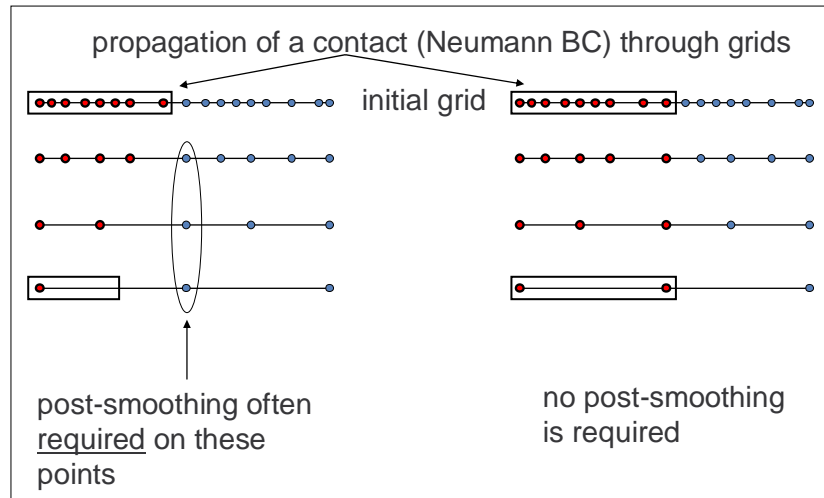 propagation of a contact (Neumann BC) through grids
initial grid
post-smoothing often
required on these
points
no post-smoothing
is required